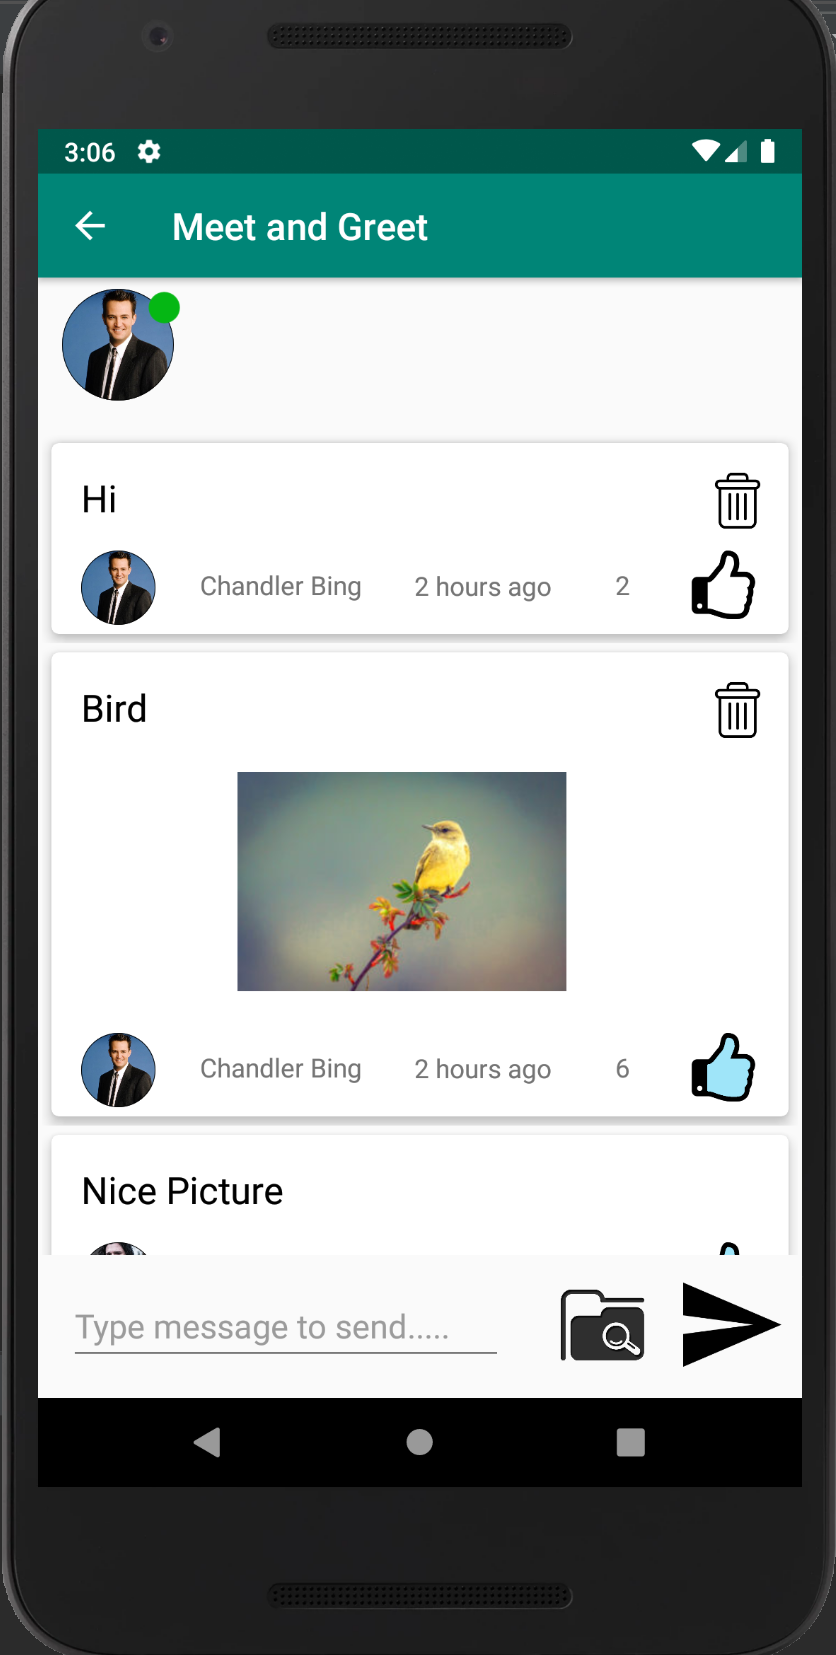 3:06
Meet and Greet
Hi
Chandler Bing 2 hours ago 2
Bird
Chandler Bing 2 hours ago 6
Nice Picture
Type message to send.....